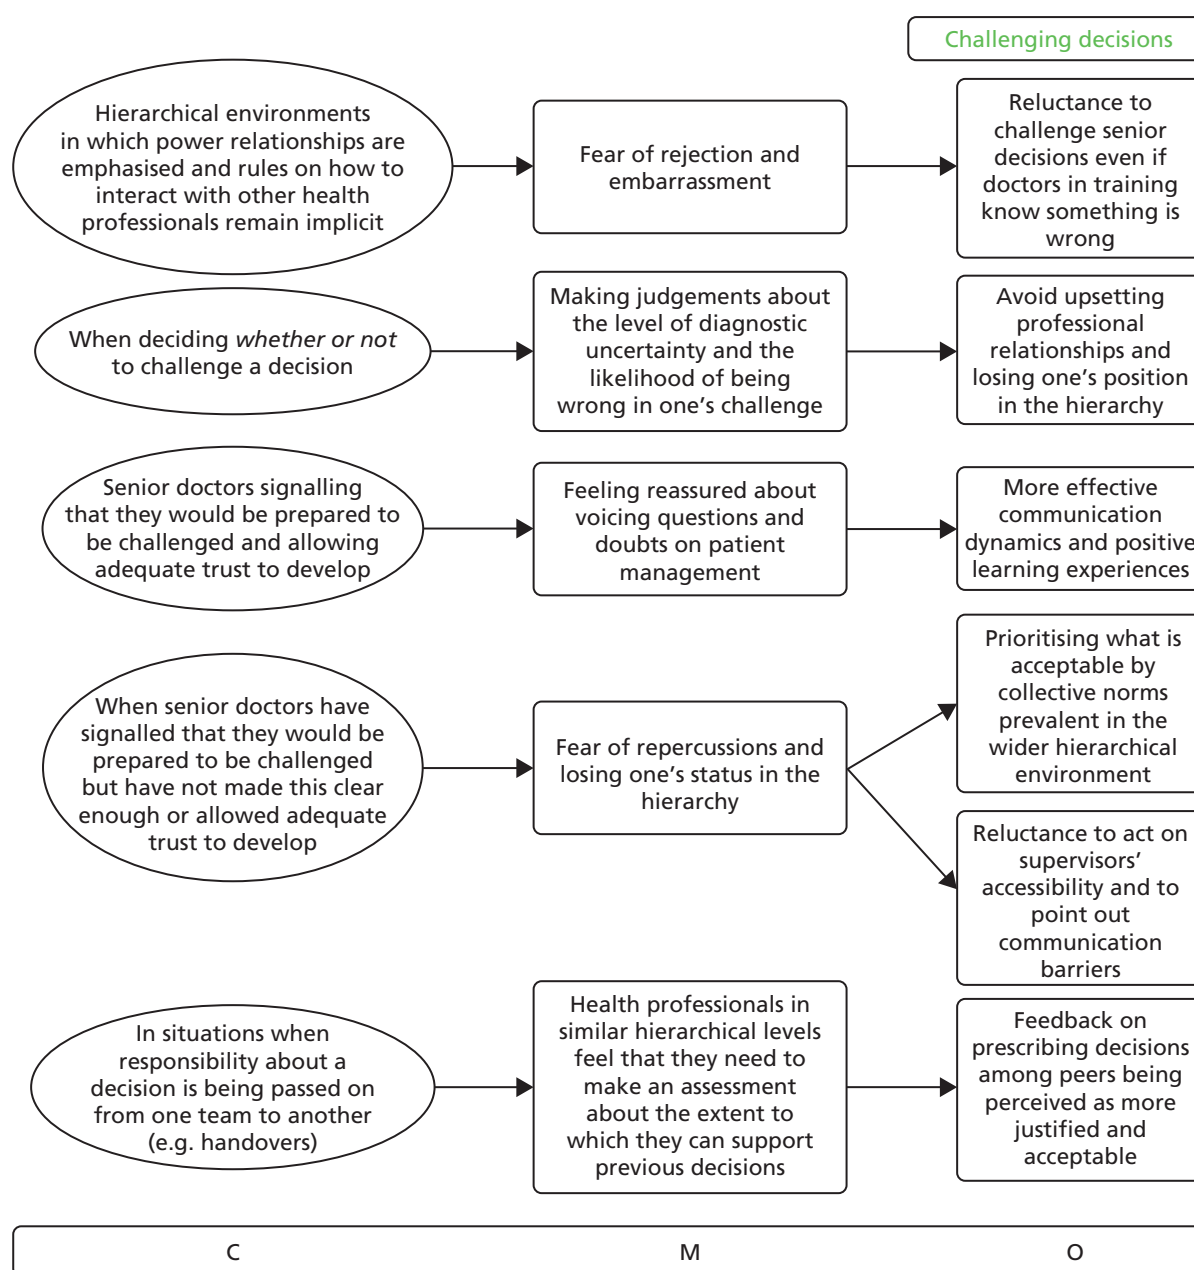 Challenging decisions
Hierarchical environments
in which power relationships are
emphasised and rules on how to
interact with other health
professionals remain implicit
Fear of rejection and
embarrassment
Reluctance to
challenge senior
decisions even if
doctors in training
know something is
wrong
When deciding whether or not
to challenge a decision
Making judgements about
the level of diagnostic
uncertainty and the
likelihood of being
wrong in one’s challenge
Avoid upsetting
professional
relationships and
losing one’s position
in the hierarchy
Senior doctors signalling
that they would be prepared to
be challenged and allowing
adequate trust to develop
Feeling reassured about
voicing questions and
doubts on patient
management
More effective
communication
dynamics and positive
learning experiences
When senior doctors have
signalled that they would be
prepared to be challenged
but have not made this clear
enough or allowed adequate
trust to develop
Fear of repercussions and
losing one’s status in the
hierarchy
Prioritising what is
acceptable by
collective norms
prevalent in the
wider hierarchical
environment
Reluctance to act on
supervisors’
accessibility and to
point out
communication
barriers
In situations when
responsibility about a
decision is being passed on
from one team to another
(e.g. handovers)
Health professionals in
similar hierarchical levels
feel that they need to
make an assessment
about the extent to
which they can support
previous decisions
Feedback on
prescribing decisions
among peers being
perceived as more
justified and
acceptable
C
M
O